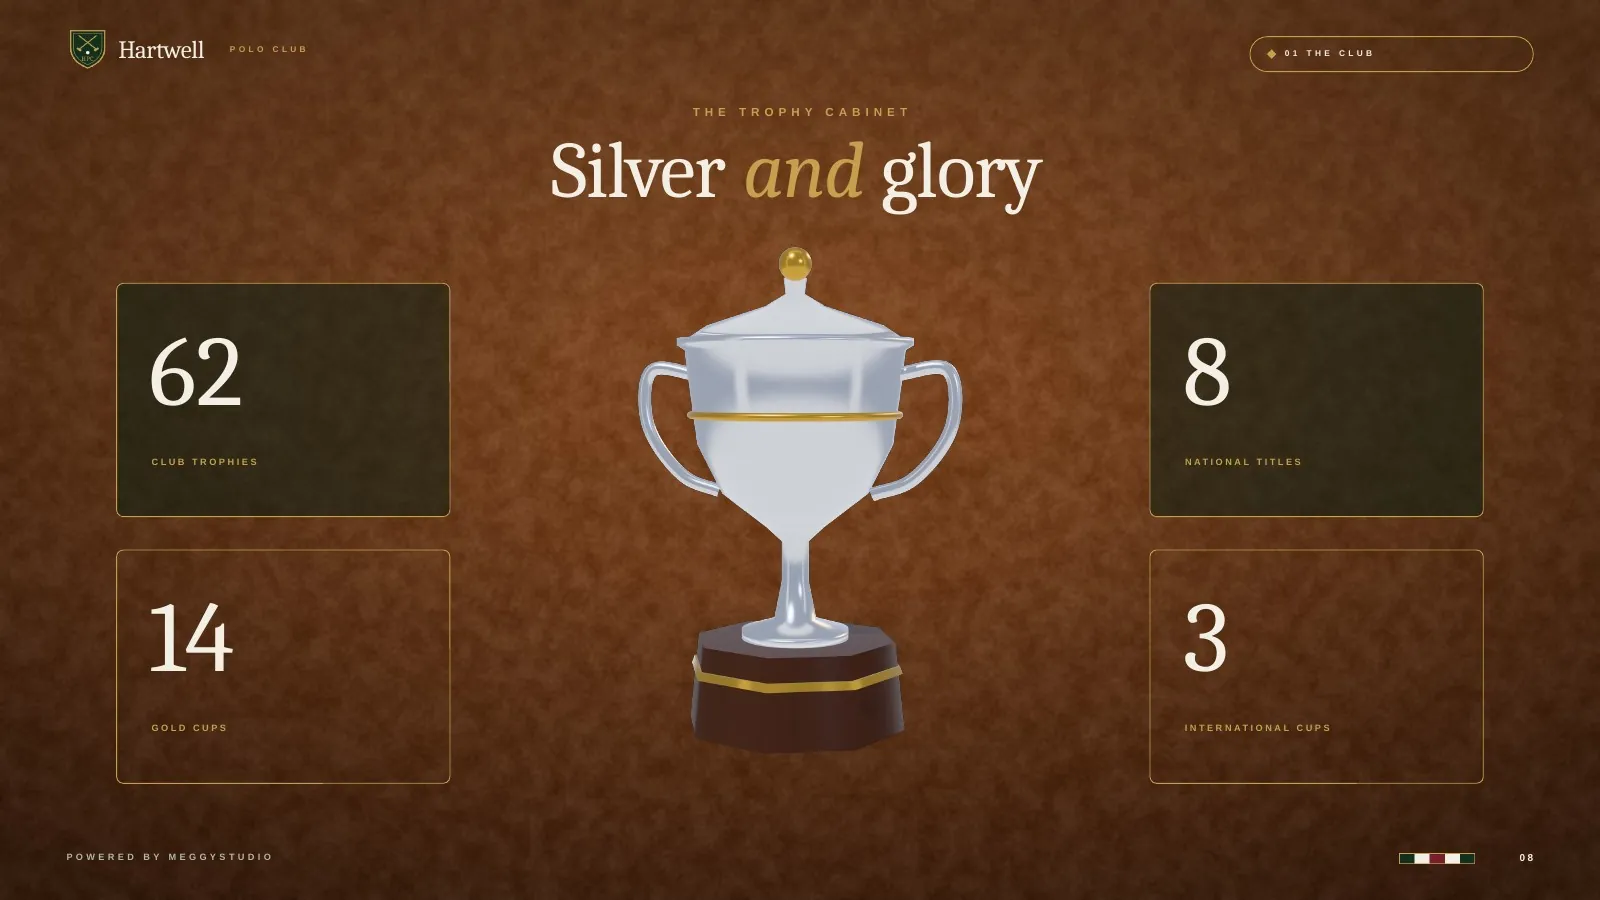 Hartwell POLO CLUB
H.P.C
◆ 01 THE CLUB
THE TROPHY CABINET
Silver and glory
62
CLUB TROPHIES
14
GOLD CUPS
8
NATIONAL TITLES
3
INTERNATIONAL CUPS
POWERED BY MEGGYSTUDIO
08